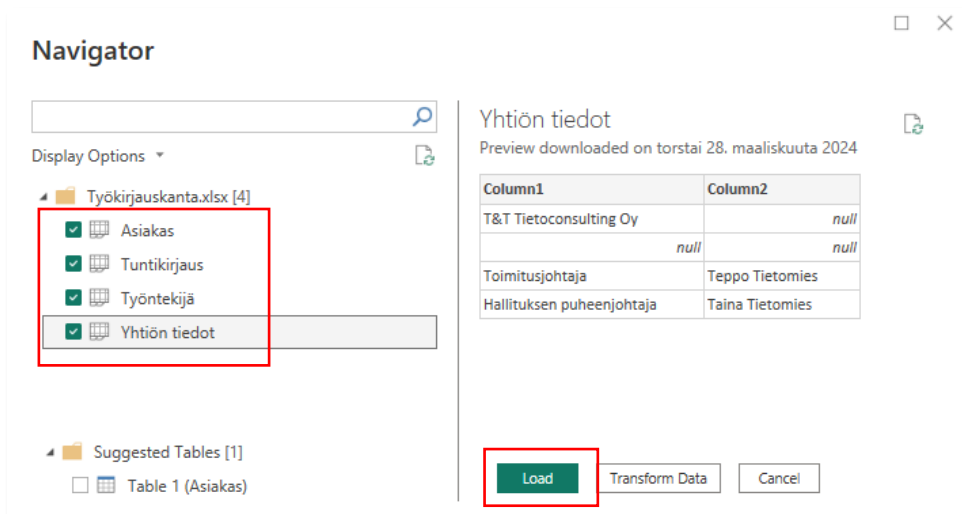 Navigator
Display Options
Työkirjauskanta.xlsx [4]
Asiakas
Tuntikirjaus
Työntekijä
Yhtiön tiedot
Suggested Tables [1]
Table 1 (Asiakas)
Yhtiön tiedot
Preview downloaded on torstai 28. maaliskuuta 2024
Column1 Column2
T&T Tietoconsulting Oy null
null null
Toimitusjohtaja Teppo Tietomies
Hallituksen puheenjohtaja Taina Tietomies
Load Transform Data Cancel